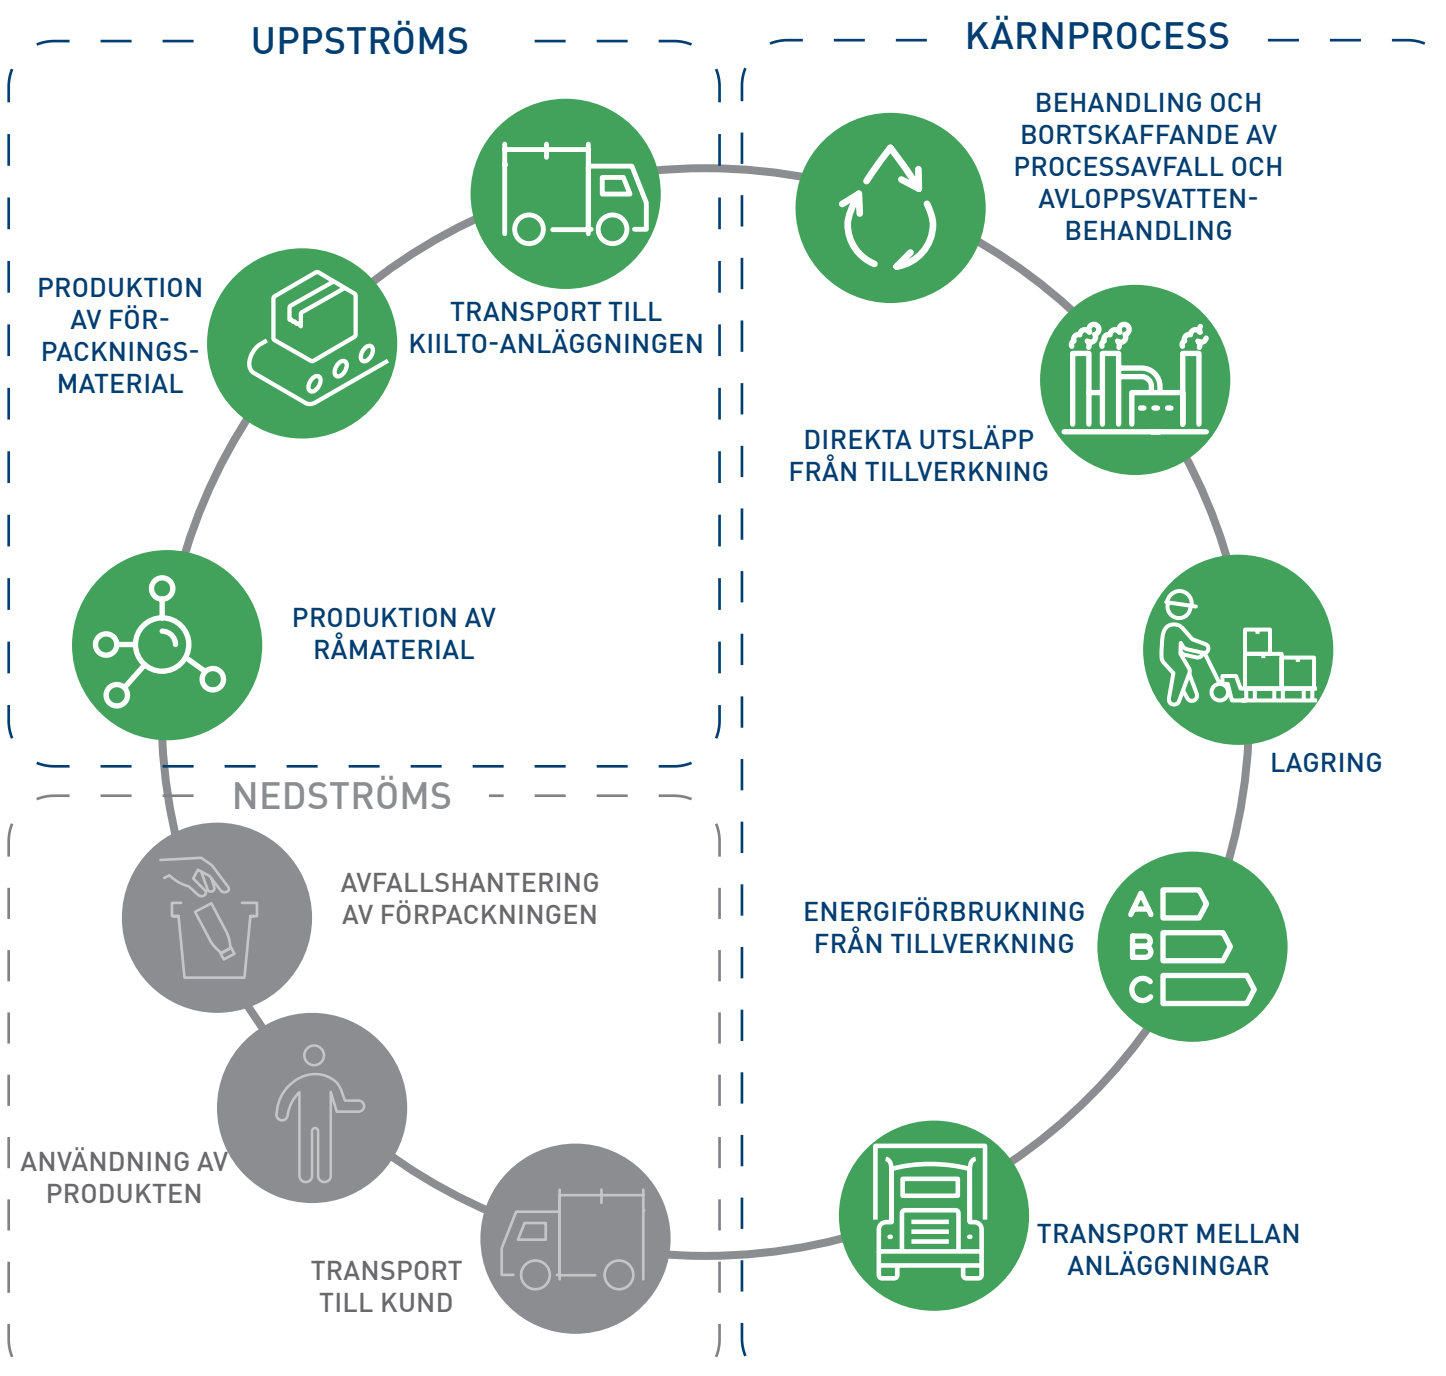 UPPSTRÖMS
PRODUKTION
AV FÖR-
PACKNINGS-
MATERIAL
TRANSPORT TILL
KIILTO-ANLÄGGNINGEN
PRODUKTION AV
RÅMATERIAL
KÄRNPROCESS
BEHANDLING OCH
BORTSKAFFANDE AV
PROCESSAVFALL OCH
AVLOPPSVATTEN-
BEHANDLING
DIREKTA UTSLÄPP
FRÅN TILLVERKNING
LAGRING
ENERGIFÖRBRUKNING
FRÅN TILLVERKNING
A
B
C
TRANSPORT MELLAN
ANLÄGGNINGAR
NEDSTRÖMS
AVFALLSHANTERING
AV FÖRPACKNINGEN
ANVÄNDNING AV
PRODUKTEN
TRANSPORT
TILL KUND